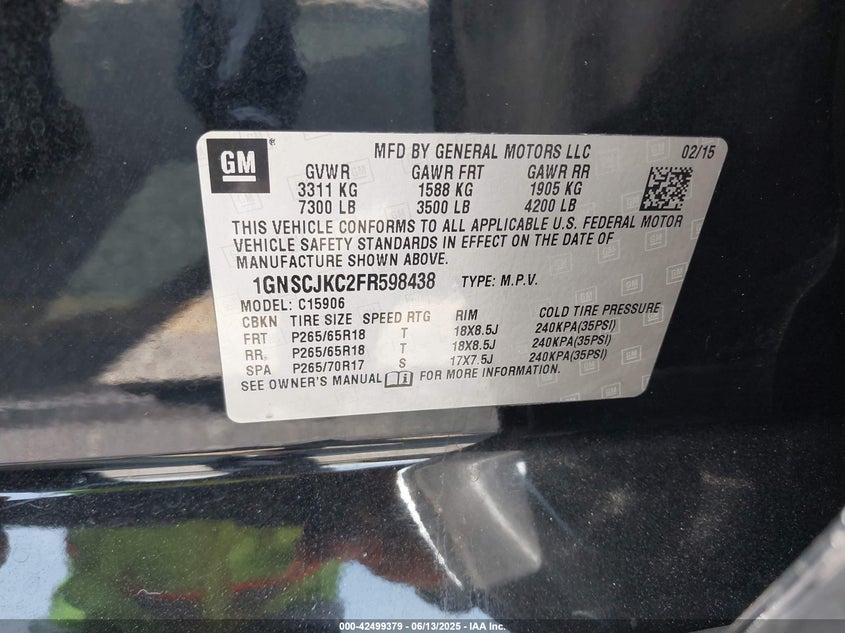 GM
MFD BY GENERAL MOTORS LLC 02/15
GVWR GAWR FRT GAWR RR
3311 KG 1588 KG 1905 KG
7300 LB 3500 LB 4200 LB
THIS VEHICLE CONFORMS TO ALL APPLICABLE U.S. FEDERAL MOTOR
VEHICLE SAFETY STANDARDS IN EFFECT ON THE DATE OF
MANUFACTURE SHOWN ABOVE.
1GNSCJKC2FR598438 TYPE: M.P.V.
MODEL: C15906
CBKN TIRE SIZE SPEED RTG RIM COLD TIRE PRESSURE
FRT P265/65R18 T 18X8.5J 240KPA(35PSI)
RR P265/65R18 T 18X8.5J 240KPA(35PSI)
SPA P265/70R17 S 17X7.5J 240KPA(35PSI)
SEE OWNER'S MANUAL FOR MORE INFORMATION.
000-42499379 - 06/13/2025 - IAA Inc.